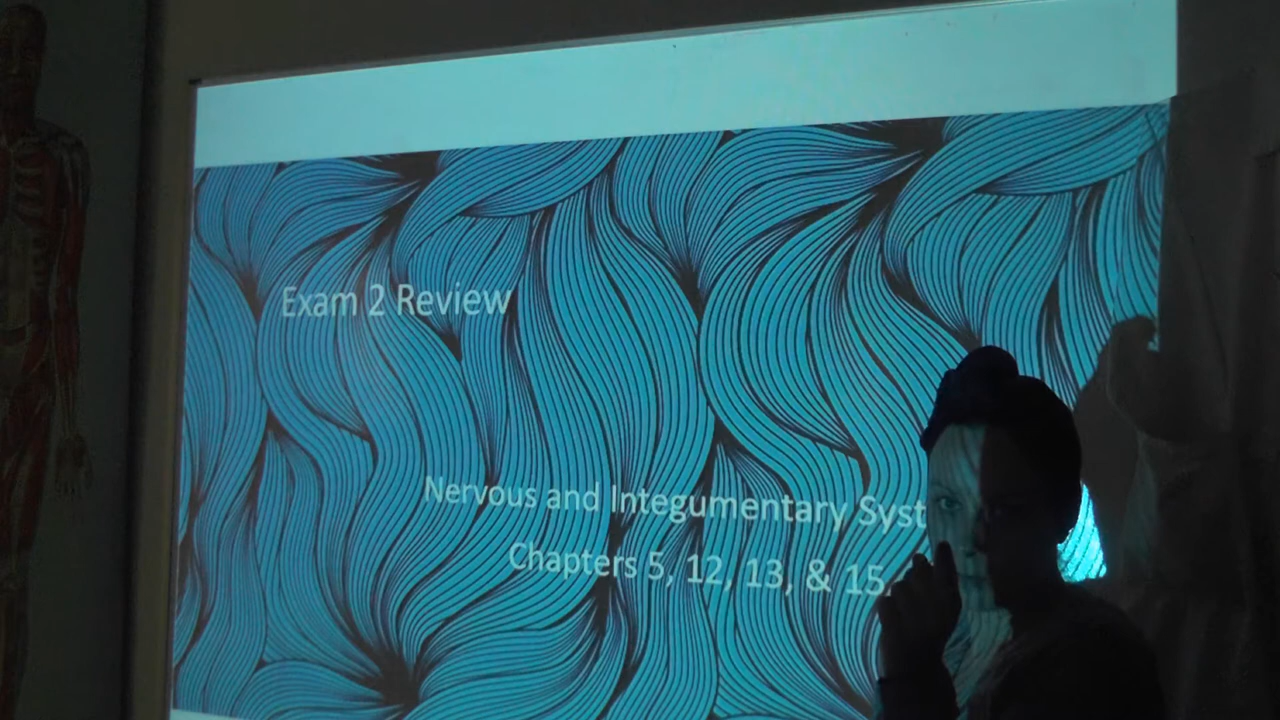 Exam 2 Review
Nervous and Integumentary Syst
Chapters 5, 12, 13, & 15,